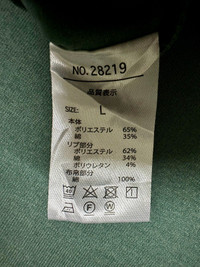 NO.28219
品質表示
SIZE: L
本体
ポリエステル 65%
綿 35%
リブ部分
ポリエステル 62%
綿 34%
ポリウレタン 4%
布帛部分
綿 100%